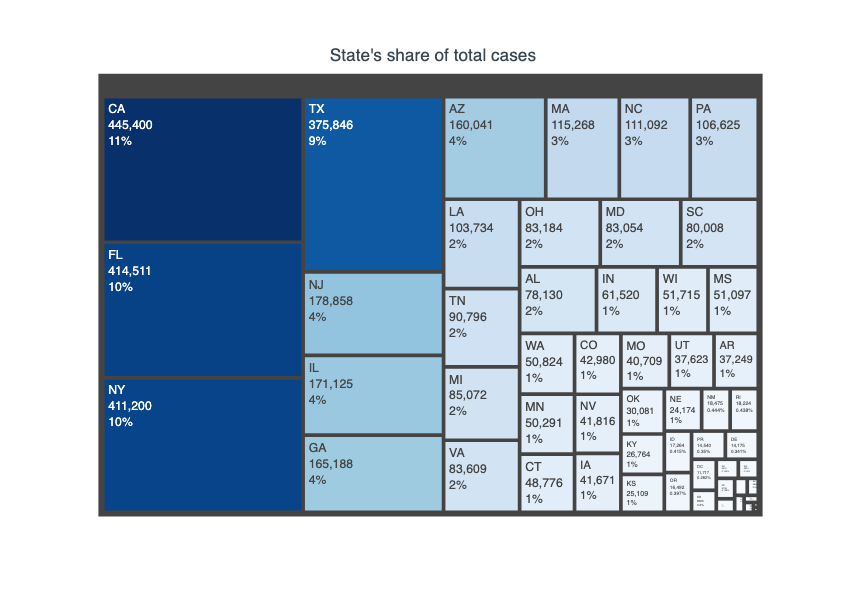 State's share of total cases
CA
445,400
11%
FL
414,511
10%
NY
411,200
10%
TX
375,846
9%
NJ
178,858
4%
IL
171,125
4%
GA
165,188
4%
AZ
160,041
4%
MA
115,268
3%
NC
111,092
3%
PA
106,625
3%
LA
103,734
2%
TN
90,796
2%
MI
85,072
2%
VA
83,609
2%
OH
83,184
2%
MD
83,054
2%
SC
80,008
2%
AL
78,130
2%
IN
61,520
1%
WI
51,715
1%
MS
51,097
1%
WA
50,824
1%
MN
50,291
1%
CT
48,776
1%
CO
42,980
1%
NV
41,816
1%
IA
41,671
1%
MO
40,709
1%
UT
37,623
1%
AR
37,249
1%
OK
30,081
1%
KY
26,764
1%
KS
25,109
1%
NE
24,174
1%
NM
18,475
0.444%
RI
18,224
0.438%
ID
17,264
0.415%
OR
16,492
0.397%
PR
14,540
0.35%
DE
14,175
0.341%
DC
11,717
0.282%